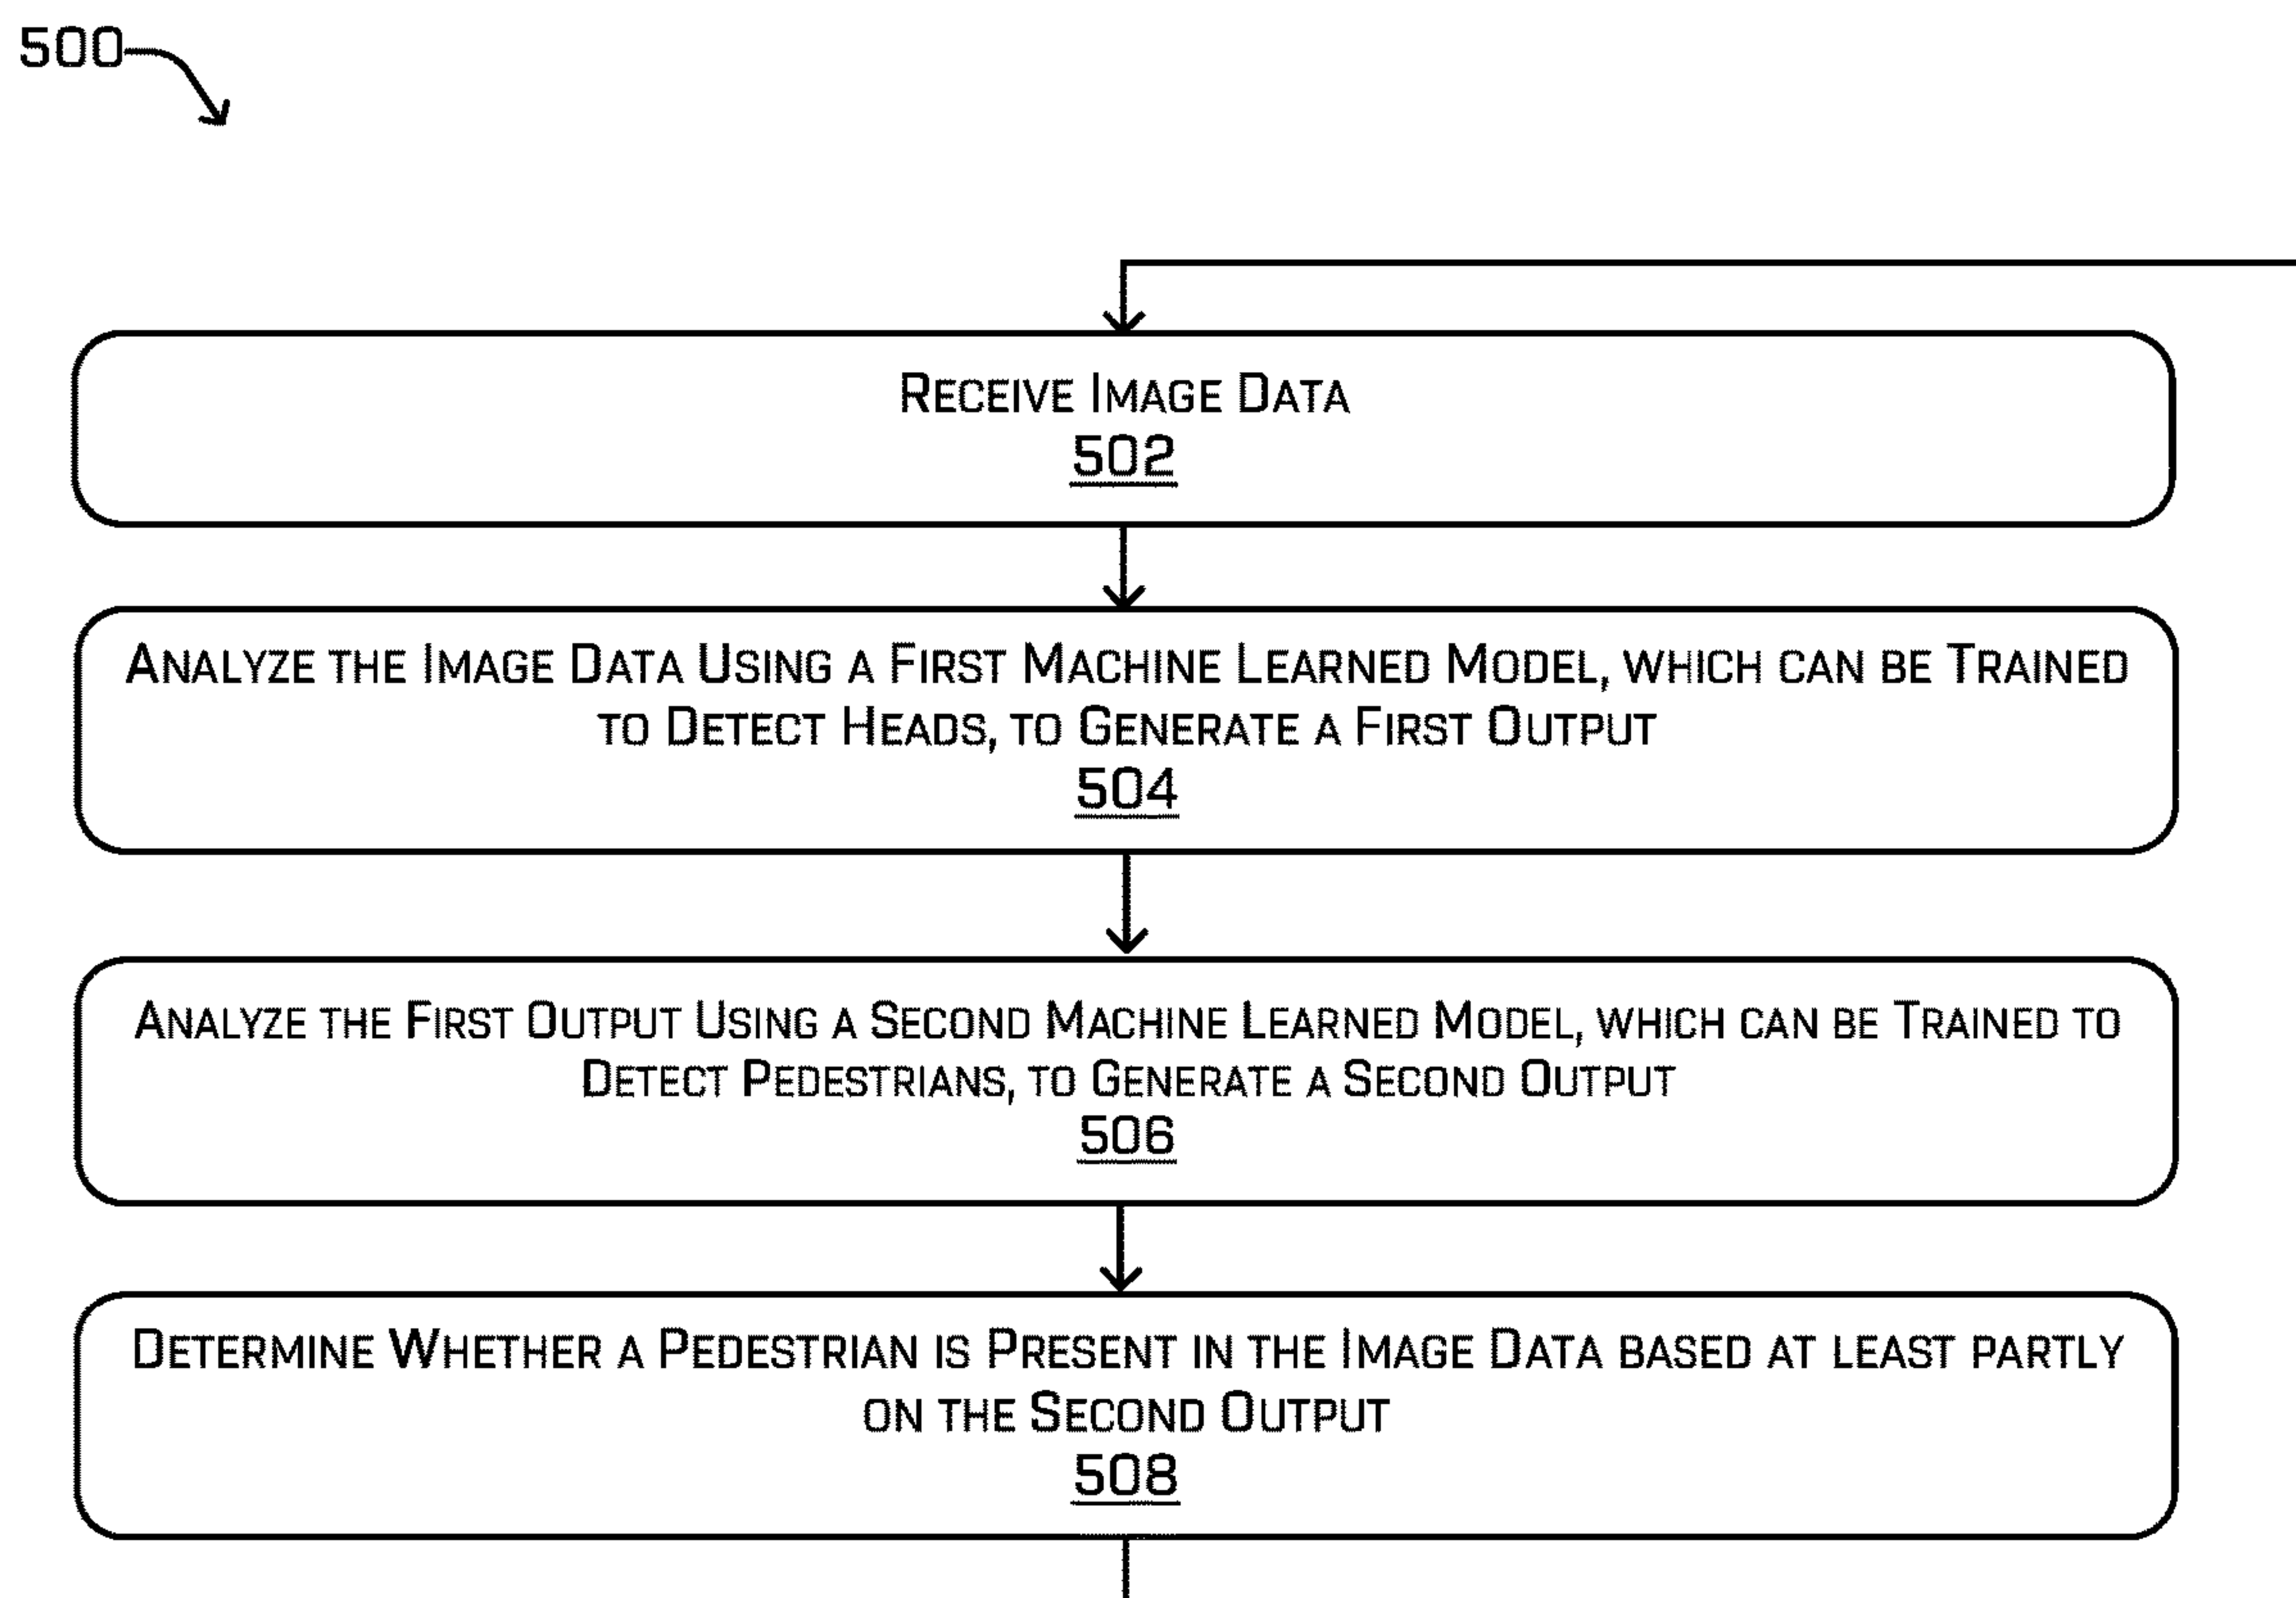 500
Receive Image Data
502
Analyze the Image Data Using a First Machine Learned Model, which can be Trained
to Detect Heads, to Generate a First Output
504
Analyze the First Output Using a Second Machine Learned Model, which can be Trained to
Detect Pedestrians, to Generate a Second Output
506
Determine Whether a Pedestrian is Present in the Image Data based at least partly
on the Second Output
508